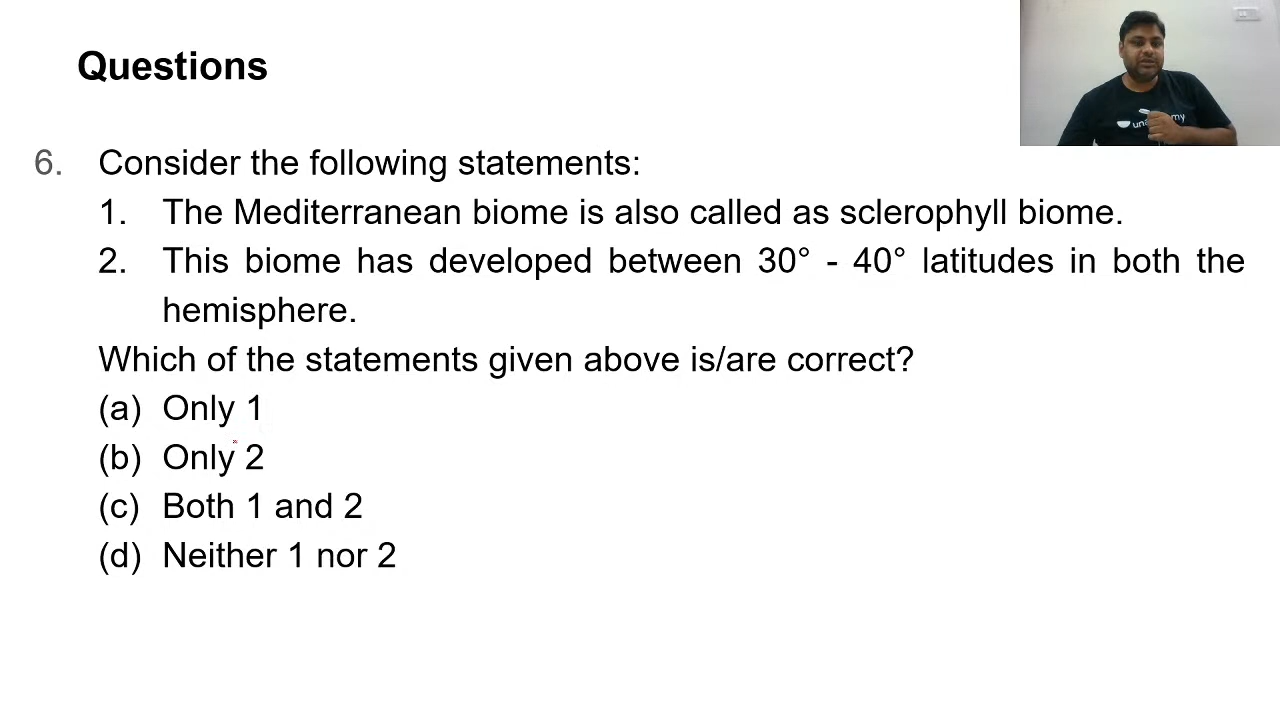 Questions
6. Consider the following statements:
1. The Mediterranean biome is also called as sclerophyll biome.
2. This biome has developed between 30° - 40° latitudes in both the
hemisphere.
Which of the statements given above is/are correct?
(a) Only 1
(b) Only 2
(c) Both 1 and 2
(d) Neither 1 nor 2